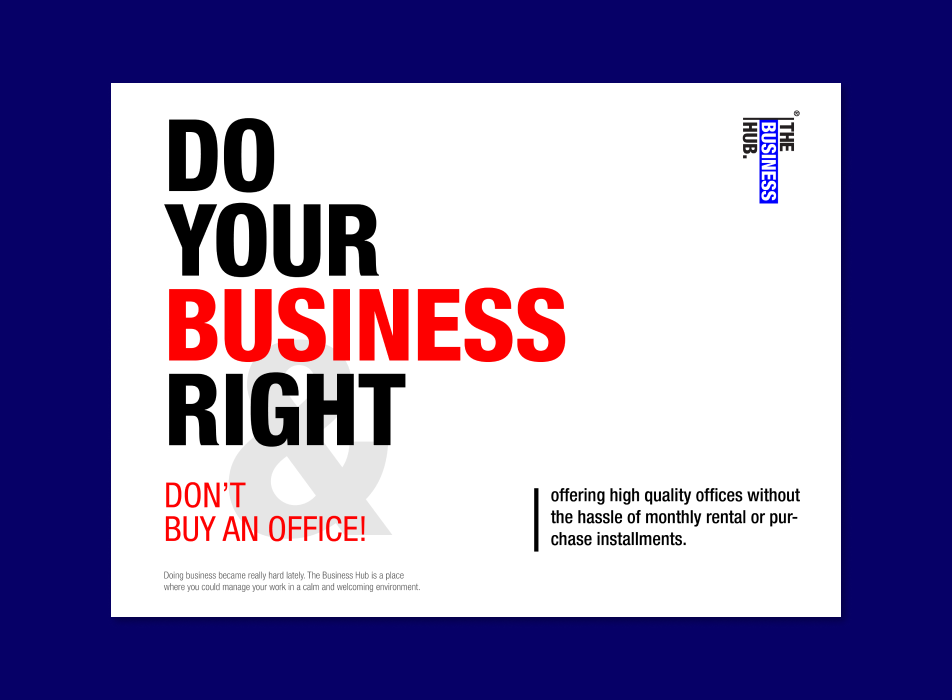 DO
YOUR
BUSINESS
RIGHT
&
DON’T
BUY AN OFFICE!
Doing business became really hard lately. The Business Hub is a place
where you could manage your work in a calm and welcoming environment.
THE
BUSINESS
HUB.
®
offering high quality offices without
the hassle of monthly rental or pur-
chase installments.